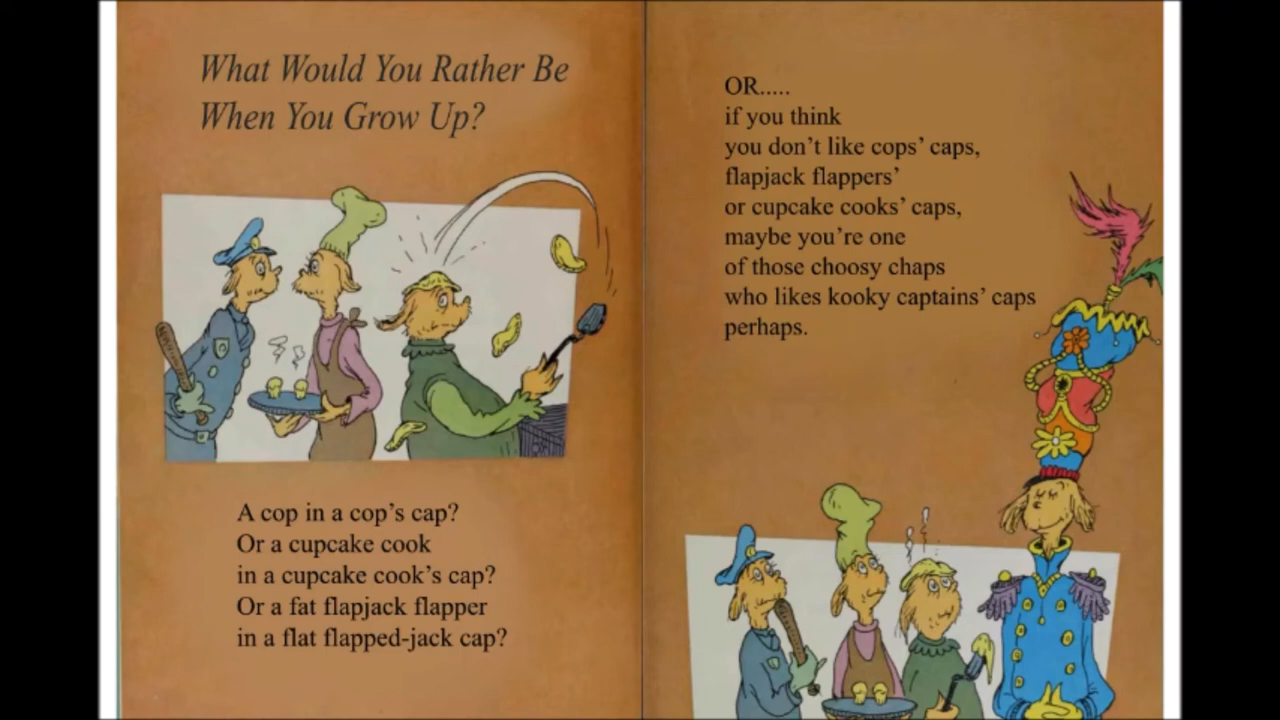 What Would You Rather Be
When You Grow Up?
A cop in a cop's cap?
Or a cupcake cook
in a cupcake cook's cap?
Or a fat flapjack flapper
in a flat flapped-jack cap?
OR.....
if you think
you don't like cops' caps,
flapjack flappers'
or cupcake cooks' caps,
maybe you're one
of those choosy chaps
who likes kooky captains' caps
perhaps.